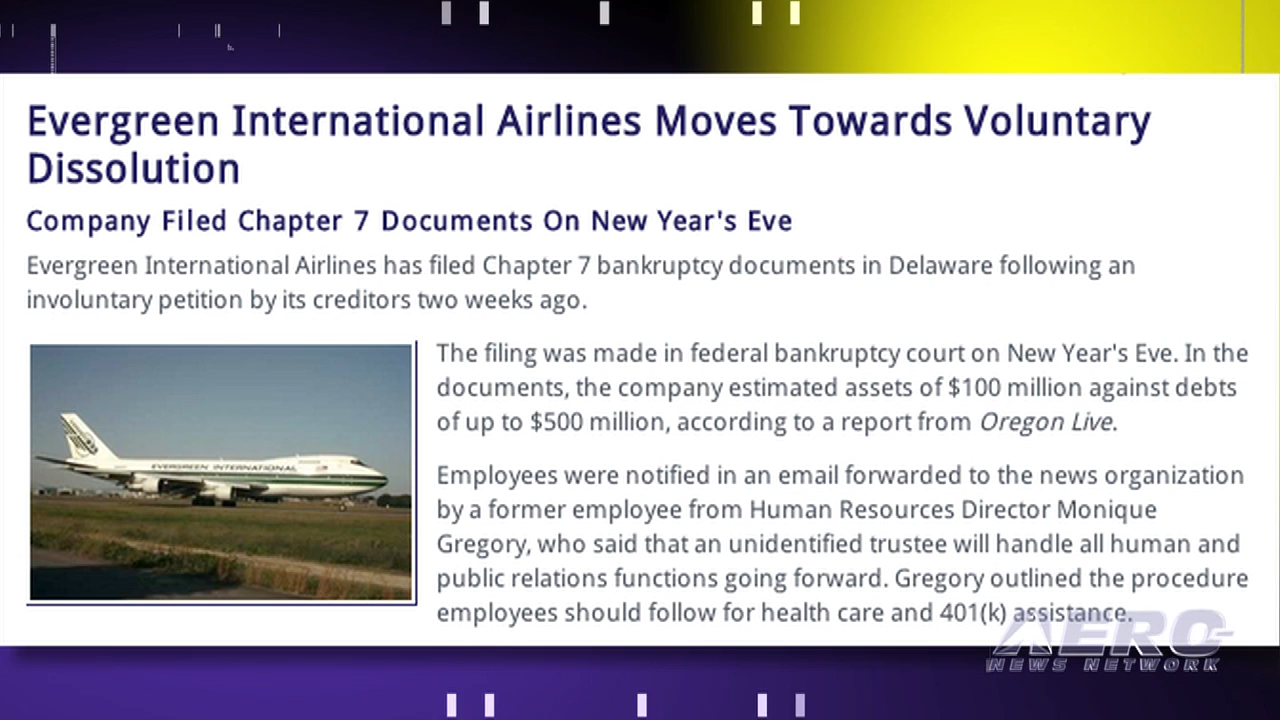 Evergreen International Airlines Moves Towards Voluntary
Dissolution
Company Filed Chapter 7 Documents On New Year's Eve
Evergreen International Airlines has filed Chapter 7 bankruptcy documents in Delaware following an
involuntary petition by its creditors two weeks ago.
The filing was made in federal bankruptcy court on New Year's Eve. In the
documents, the company estimated assets of $100 million against debts
of up to $500 million, according to a report from Oregon Live.
EVERGREEN INTERNATIONAL
Employees were notified in an email forwarded to the news organization
by a former employee from Human Resources Director Monique
Gregory, who said that an unidentified trustee will handle all human and
public relations functions going forward. Gregory outlined the procedure
employees should follow for health care and 401(k) assistance.
AERO
NEWS NETWORK